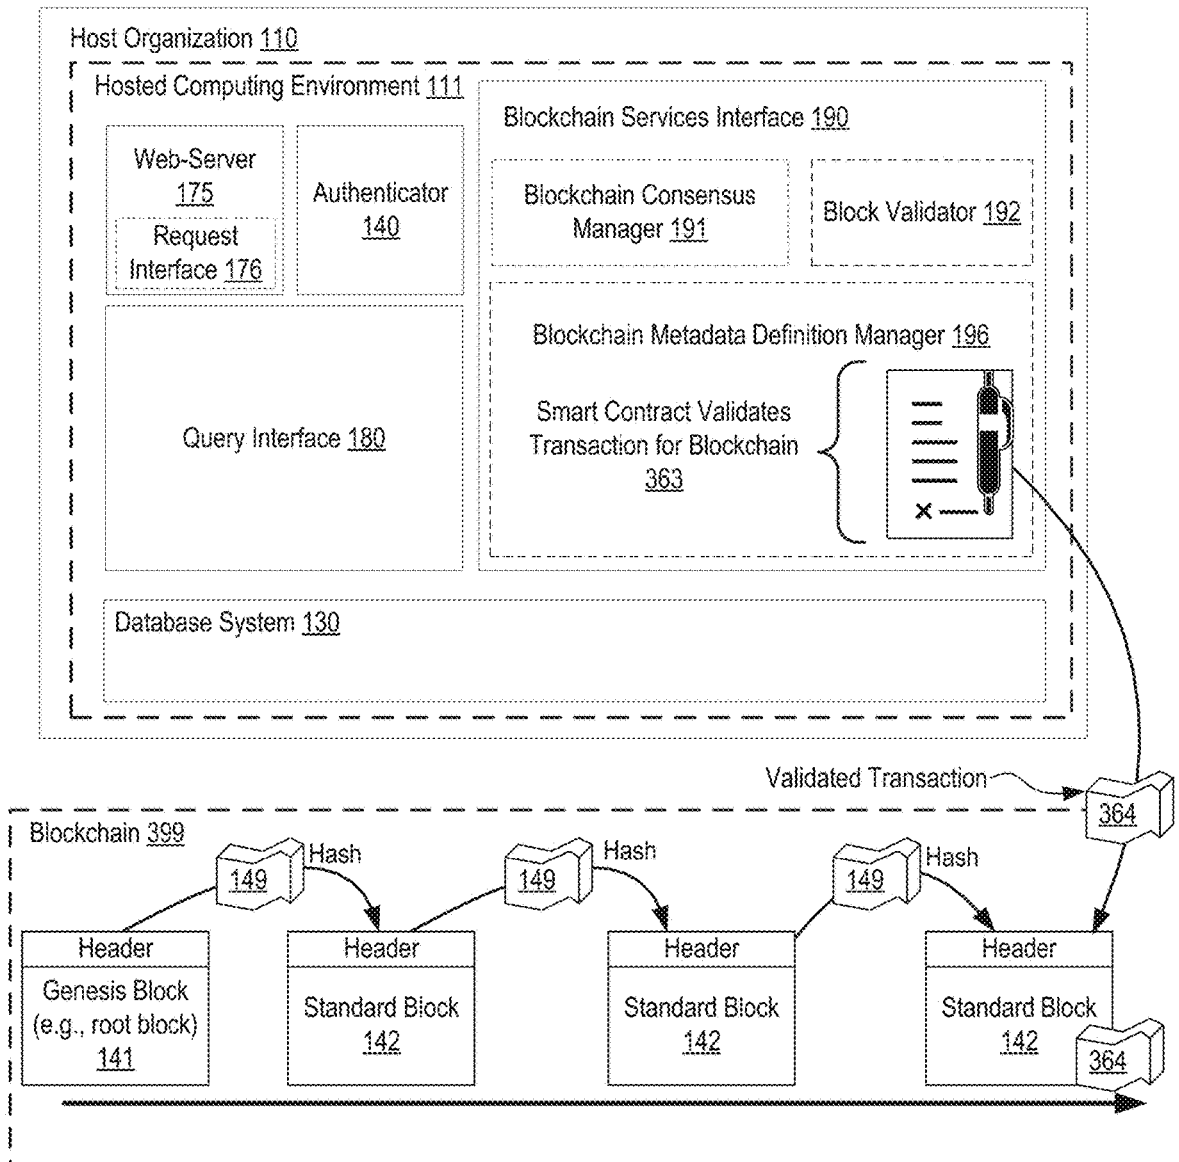 Host Organization 110
Hosted Computing Environment 111
Web-Server
175
Request
Interface 176
Authenticator
140
Query Interface 180
Blockchain Services Interface 190
Blockchain Consensus
Manager 191
Block Validator 192
Blockchain Metadata Definition Manager 196
Smart Contract Validates
Transaction for Blockchain
363
Database System 130
Validated Transaction
364
Blockchain 399
149
Hash
149
Hash
149
Hash
Header
Genesis Block
(e.g., root block)
141
Header
Standard Block
142
Header
Standard Block
142
Header
Standard Block
142
364